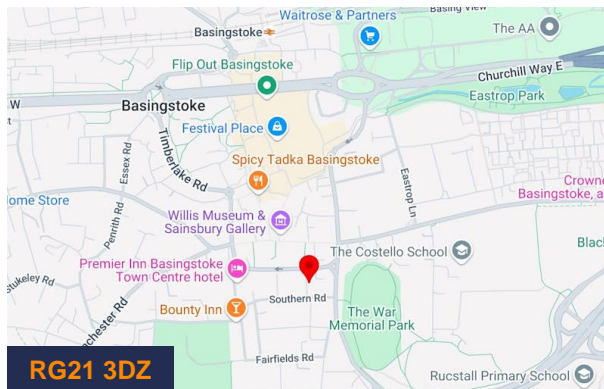 Waitrose & Partners
Basing View
The AA
Basingstoke
Flip Out Basingstoke
Churchill Way E
W
Basingstoke
Eastrop Park
Festival Place
Essex Rd
Timberlake Rd
Spicy Tadka Basingstoke
Eastrop Ln
Crowne
Basingstoke, a
ome Store
Penrith Rd
Willis Museum &
Sainsbury Gallery
The Costello School
Black
Premier Inn Basingstoke
Town Centre hotel
Stukeley Rd
Southern Rd
The War
Memorial Park
nchester Rd
Bounty Inn
Fairfields Rd
RG21 3DZ
Rucstall Primary School